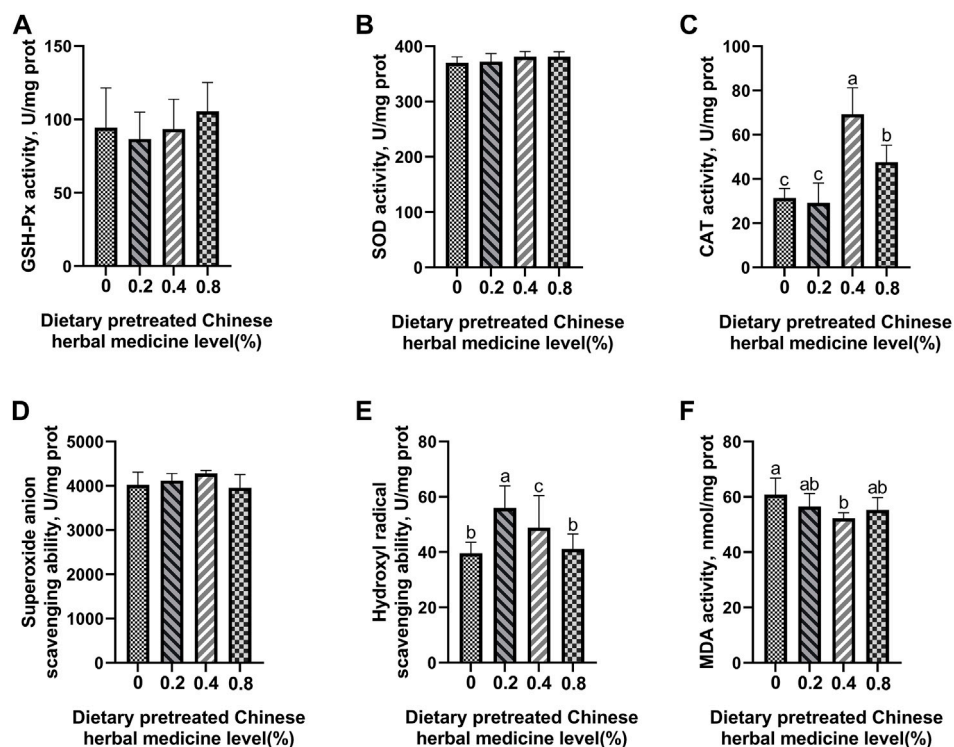 A
GSH-Px activity, U/mg prot
150
100
50
0
0 0.2 0.4 0.8
Dietary pretreated Chinese
herbal medicine level(%)
B
SOD activity, U/mg prot
400
300
200
100
0
0 0.2 0.4 0.8
Dietary pretreated Chinese
herbal medicine level(%)
C
CAT activity, U/mg prot
100
80
60
40
20
0
c c a b
0 0.2 0.4 0.8
Dietary pretreated Chinese
herbal medicine level(%)
D
Superoxide anion
scavenging ability, U/mg prot
5000
4000
4000
2000
1000
0
0 0.2 0.4 0.8
Dietary pretreated Chinese
herbal medicine level(%)
E
Hydroxyl radical
scavenging ability, U/mg prot
80
60
40
20
0
b a c b
0 0.2 0.4 0.8
Dietary pretreated Chinese
herbal medicine level(%)
F
MDA activity, nmol/mg prot
80
60
40
20
0
a ab b ab
0 0.2 0.4 0.8
Dietary pretreated Chinese
herbal medicine level(%)